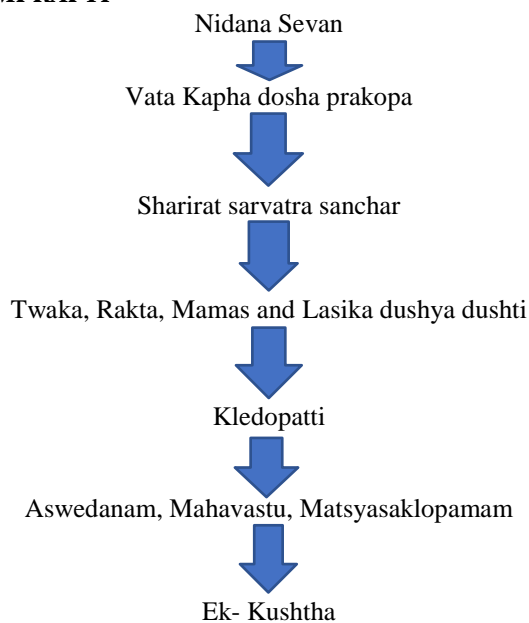 Nidana Sevan
Vata Kapha dosha prakopa
Sharirat sarvatra sanchar
Twaka, Rakta, Mamas and Lasika dushya dushti
Kledopatti
Aswedanam, Mahavastu, Matsyasaklopamam
Ek- Kushtha